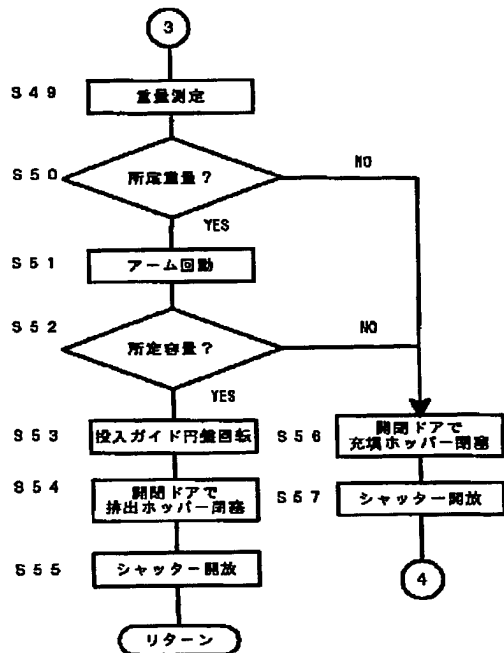 3
S49
重量測定
S50
所定重量?
NO
YES
S51
アーム回動
S52
所定容量?
NO
YES
S53
投入ガイド円盤回転
S54
開閉ドアで
排出ホッパー閉塞
S55
シャッター開放
リターン
S56
開閉ドアで
充填ホッパー閉塞
S57
シャッター開放
4